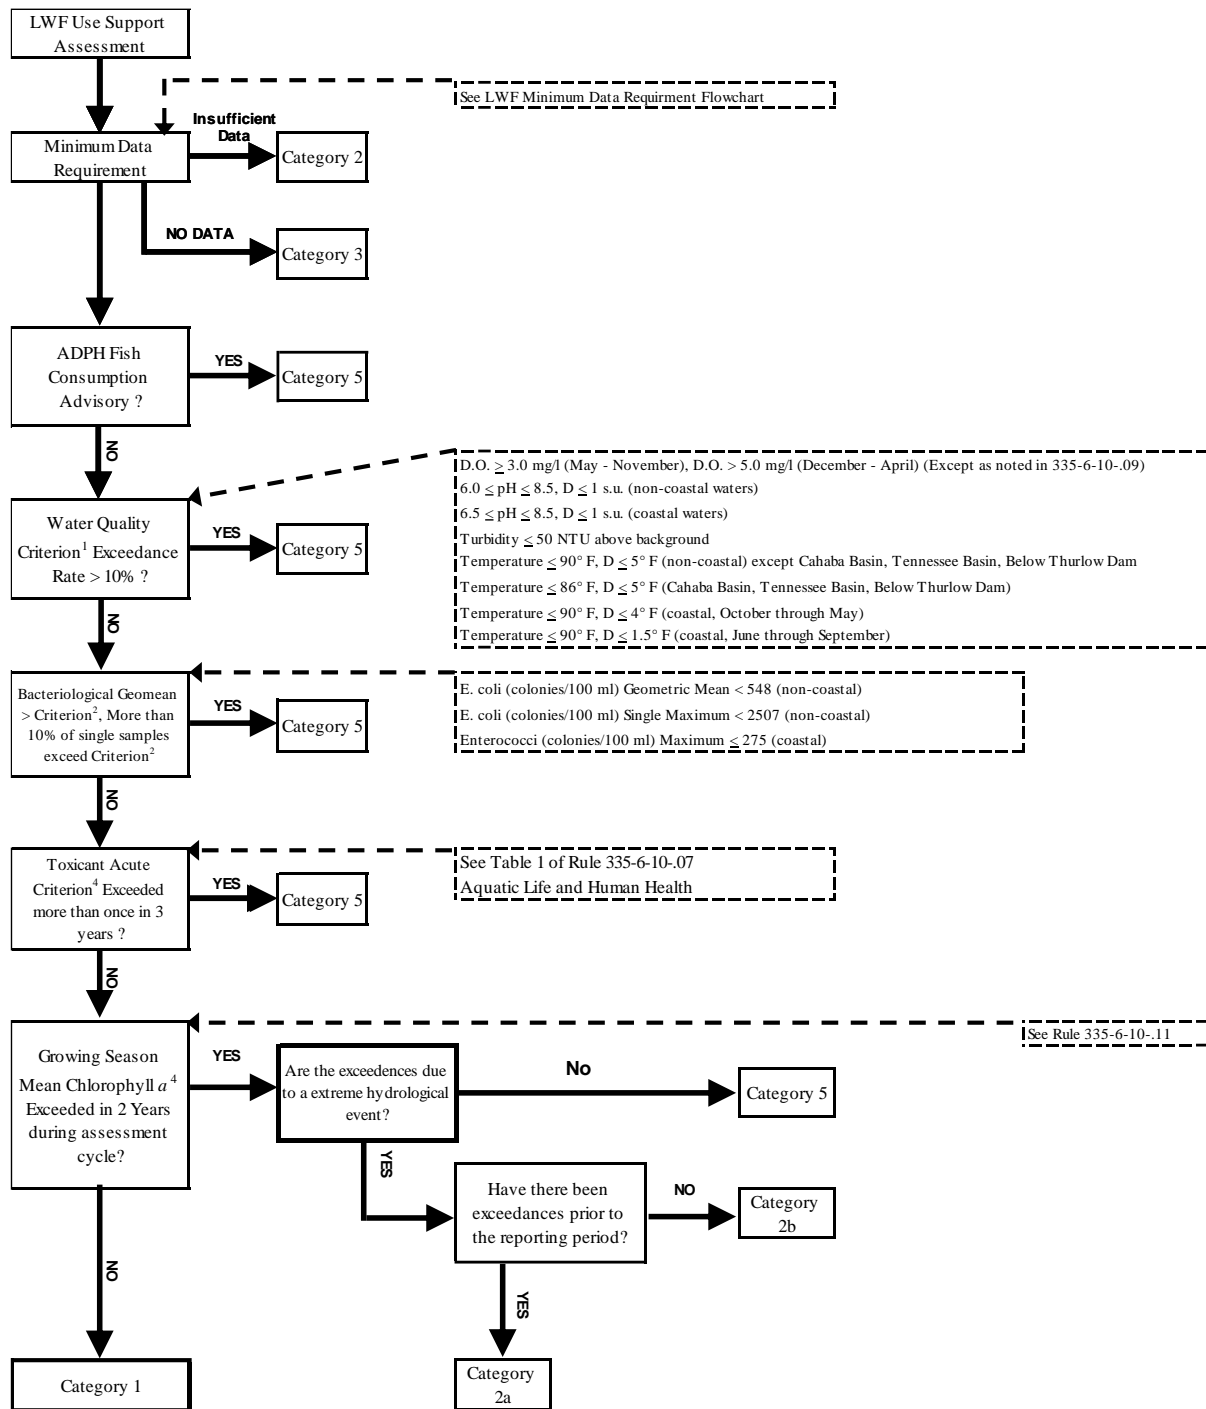 LWF Use Support
Assessment
See LWF Minimum Data Requirment Flowchart
Insufficient
Data
Minimum Data
Requirement
Category 2
NO DATA
Category 3
ADPH Fish
Consumption
Advisory ?
YES
Category 5
NO
D.O. ≥ 3.0 mg/l (May - November), D.O. > 5.0 mg/l (December - April) (Except as noted in 335-6-10-.09)
6.0 ≤ pH ≤ 8.5, D ≤ 1 s.u. (non-coastal waters)
6.5 ≤ pH ≤ 8.5, D ≤ 1 s.u. (coastal waters)
Turbidity ≤ 50 NTU above background
Temperature ≤ 90° F, D ≤ 5° F (non-coastal) except Cahaba Basin, Tennessee Basin, Below Thurlow Dam
Temperature ≤ 86° F, D ≤ 5° F (Cahaba Basin, Tennessee Basin, Below Thurlow Dam)
Temperature ≤ 90° F, D ≤ 4° F (coastal, October through May)
Temperature ≤ 90° F, D ≤ 1.5° F (coastal, June through September)
Water Quality
Criterion1 Exceedance
Rate > 10% ?
YES
Category 5
NO
Bacteriological Geomean
> Criterion2, More than
10% of single samples
exceed Criterion2
YES
Category 5
E. coli (colonies/100 ml) Geometric Mean < 548 (non-coastal)
E. coli (colonies/100 ml) Single Maximum < 2507 (non-coastal)
Enterococci (colonies/100 ml) Maximum ≤ 275 (coastal)
NO
Toxicant Acute
Criterion4 Exceeded
more than once in 3
years ?
YES
Category 5
See Table 1 of Rule 335-6-10-.07
Aquatic Life and Human Health
NO
See Rule 335-6-10-.11
Growing Season
Mean Chlorophyll a 4
Exceeded in 2 Years
during assessment
cycle?
YES
Are the exceedences due
to a extreme hydrological
event?
No
Category 5
YES
Have there been
exceedances prior to
the reporting period?
NO
Category
2b
NO
YES
Category 1
Category
2a